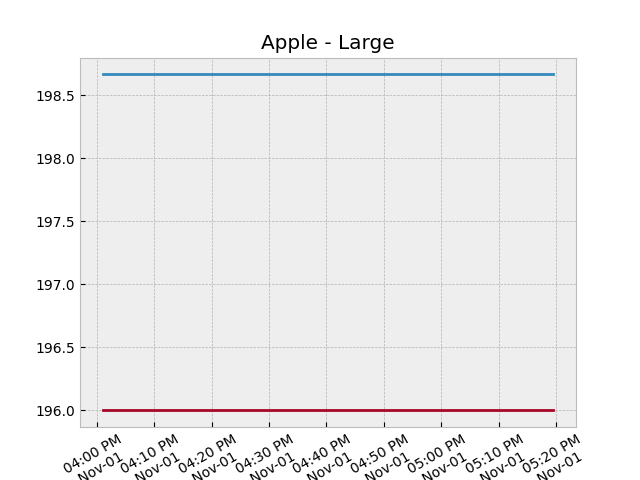 Apple - Large
198.5
198.0
197.5
197.0
196.5
196.0
04:00 PM
Nov-01
04:10 PM
Nov-01
04:20 PM
Nov-01
04:30 PM
Nov-01
04:40 PM
Nov-01
04:50 PM
Nov-01
05:00 PM
Nov-01
05:10 PM
Nov-01
05:20 PM
Nov-01